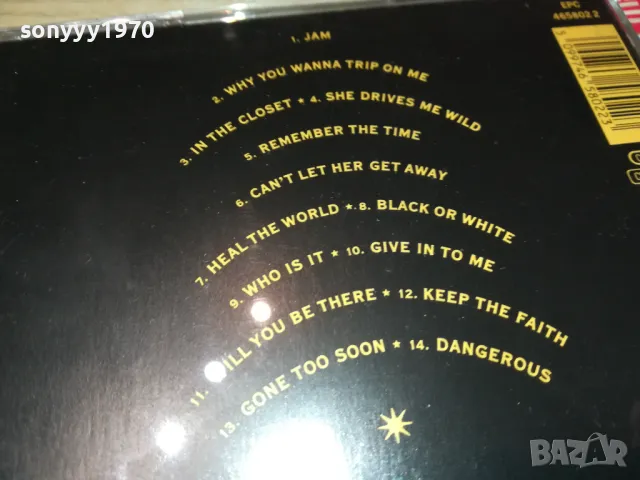 sonyyy1970
EPC
465802 2
5 099746 580223
1. JAM
2. WHY YOU WANNA TRIP ON ME
3. IN THE CLOSET * 4. SHE DRIVES ME WILD
5. REMEMBER THE TIME
6. CAN'T LET HER GET AWAY
7. HEAL THE WORLD * 8. BLACK OR WHITE
9. WHO IS IT * 10. GIVE IN TO ME
11. WILL YOU BE THERE * 12. KEEP THE FAITH
13. GONE TOO SOON * 14. DANGEROUS
BAZAR